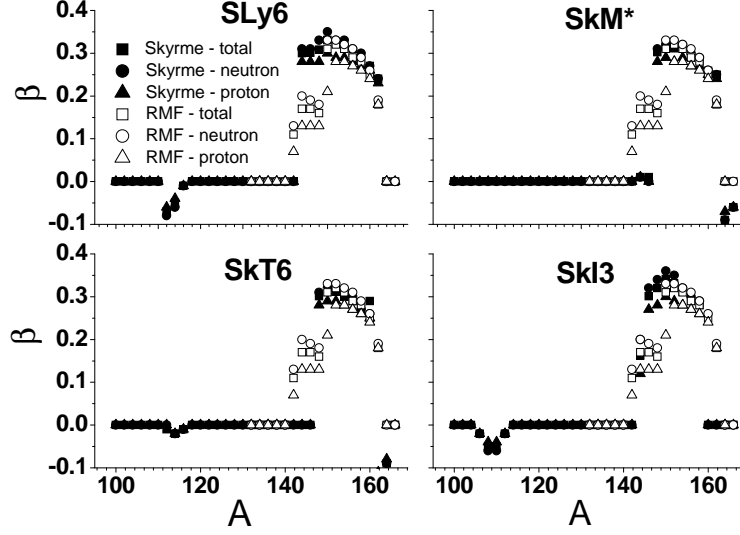 SLy6
SkM*
0.4
0.3
0.2
0.1
0.0
-0.1
β
Skyrme - total
Skyrme - neutron
Skyrme - proton
RMF - total
RMF - neutron
RMF - proton
SkT6
SkI3
0.4
0.3
0.2
0.1
0.0
-0.1
β
100 120 140 160
100 120 140 160
A
A